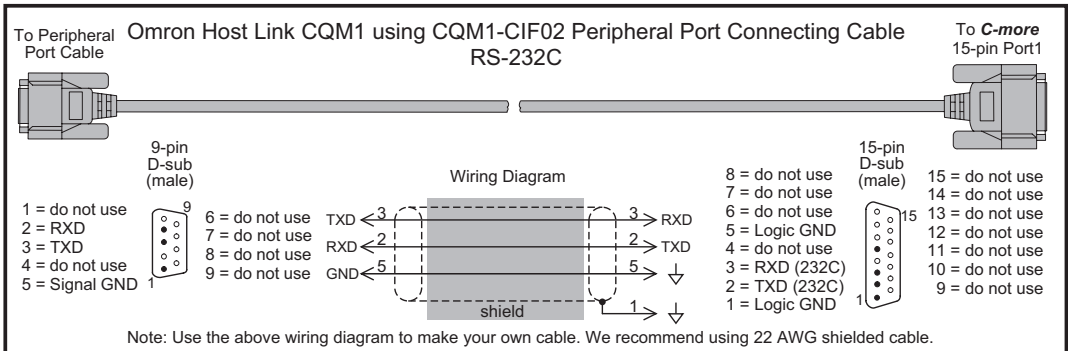 To Peripheral
Port Cable
Omron Host Link CQM1 using CQM1-CIF02 Peripheral Port Connecting Cable
RS-232C
To C-more
15-pin Port1
9-pin
D-sub
(male)
9
1
1 = do not use
2 = RXD
3 = TXD
4 = do not use
5 = Signal GND
6 = do not use
7 = do not use
8 = do not use
9 = do not use
Wiring Diagram
TXD 3 3 RXD
RXD 2 2 TXD
GND 5 5
1
shield
8 = do not use
7 = do not use
6 = do not use
5 = Logic GND
4 = do not use
3 = RXD (232C)
2 = TXD (232C)
1 = Logic GND
15-pin
D-sub
(male)
15
1
15 = do not use
14 = do not use
13 = do not use
12 = do not use
11 = do not use
10 = do not use
9 = do not use
Note: Use the above wiring diagram to make your own cable. We recommend using 22 AWG shielded cable.